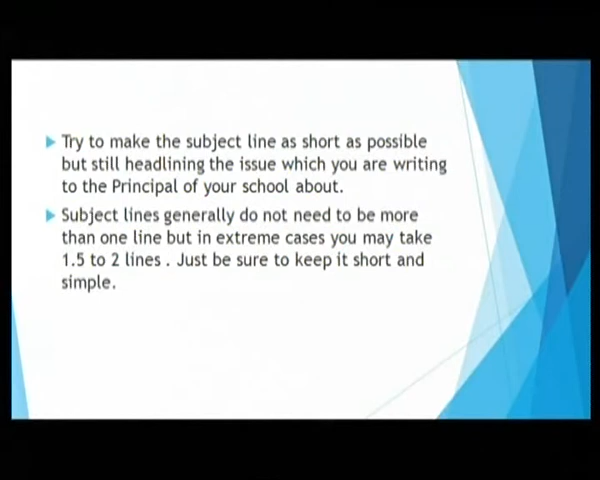 Try to make the subject line as short as possible
but still headlining the issue which you are writing
to the Principal of your school about.
Subject lines generally do not need to be more
than one line but in extreme cases you may take
1.5 to 2 lines . Just be sure to keep it short and
simple.